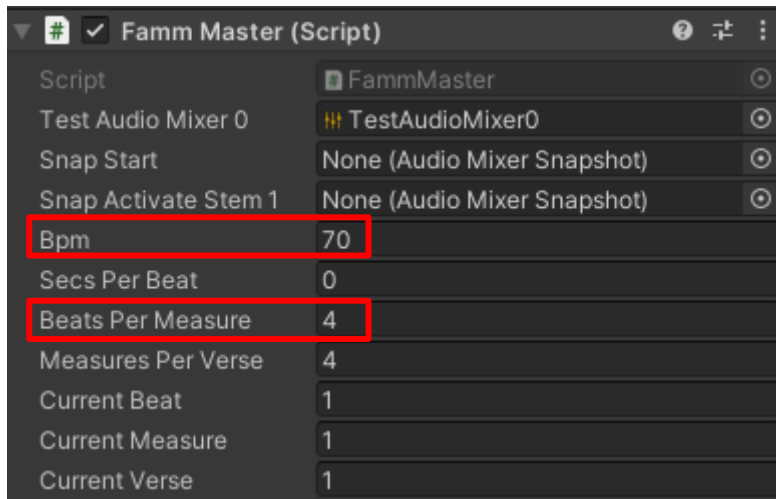 Famm Master (Script)
Script FammMaster
Test Audio Mixer 0 TestAudioMixer0
Snap Start None (Audio Mixer Snapshot)
Snap Activate Stem 1 None (Audio Mixer Snapshot)
Bpm 70
Secs Per Beat 0
Beats Per Measure 4
Measures Per Verse 4
Current Beat 1
Current Measure 1
Current Verse 1